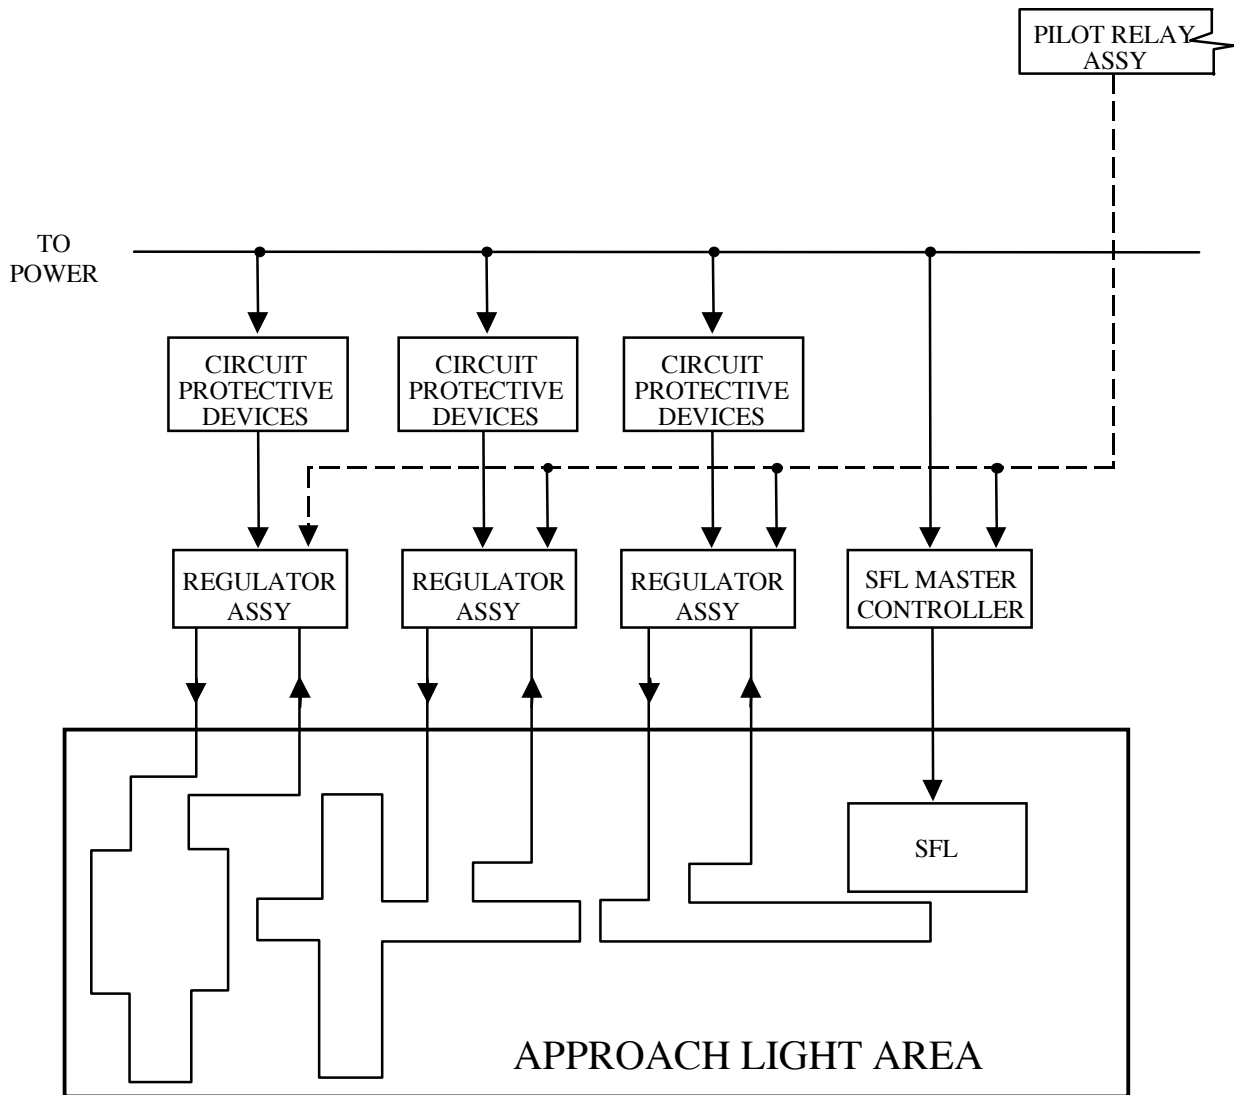 PILOT RELAY
ASSY
TO
POWER
CIRCUIT
PROTECTIVE
DEVICES
CIRCUIT
PROTECTIVE
DEVICES
CIRCUIT
PROTECTIVE
DEVICES
REGULATOR
ASSY
REGULATOR
ASSY
REGULATOR
ASSY
SFL MASTER
CONTROLLER
SFL
APPROACH LIGHT AREA